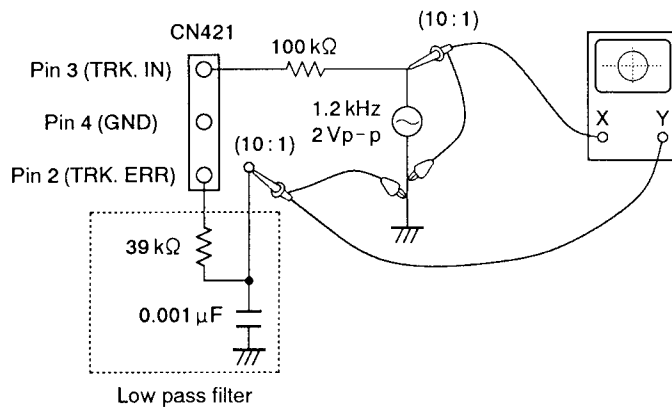 CN421
(10 : 1)
100 kΩ
Pin 3 (TRK. IN)
1.2 kHz
2 Vp-p
Pin 4 (GND)
X
Y
(10 : 1)
Pin 2 (TRK. ERR)
39 kΩ
0.001 μF
Low pass filter